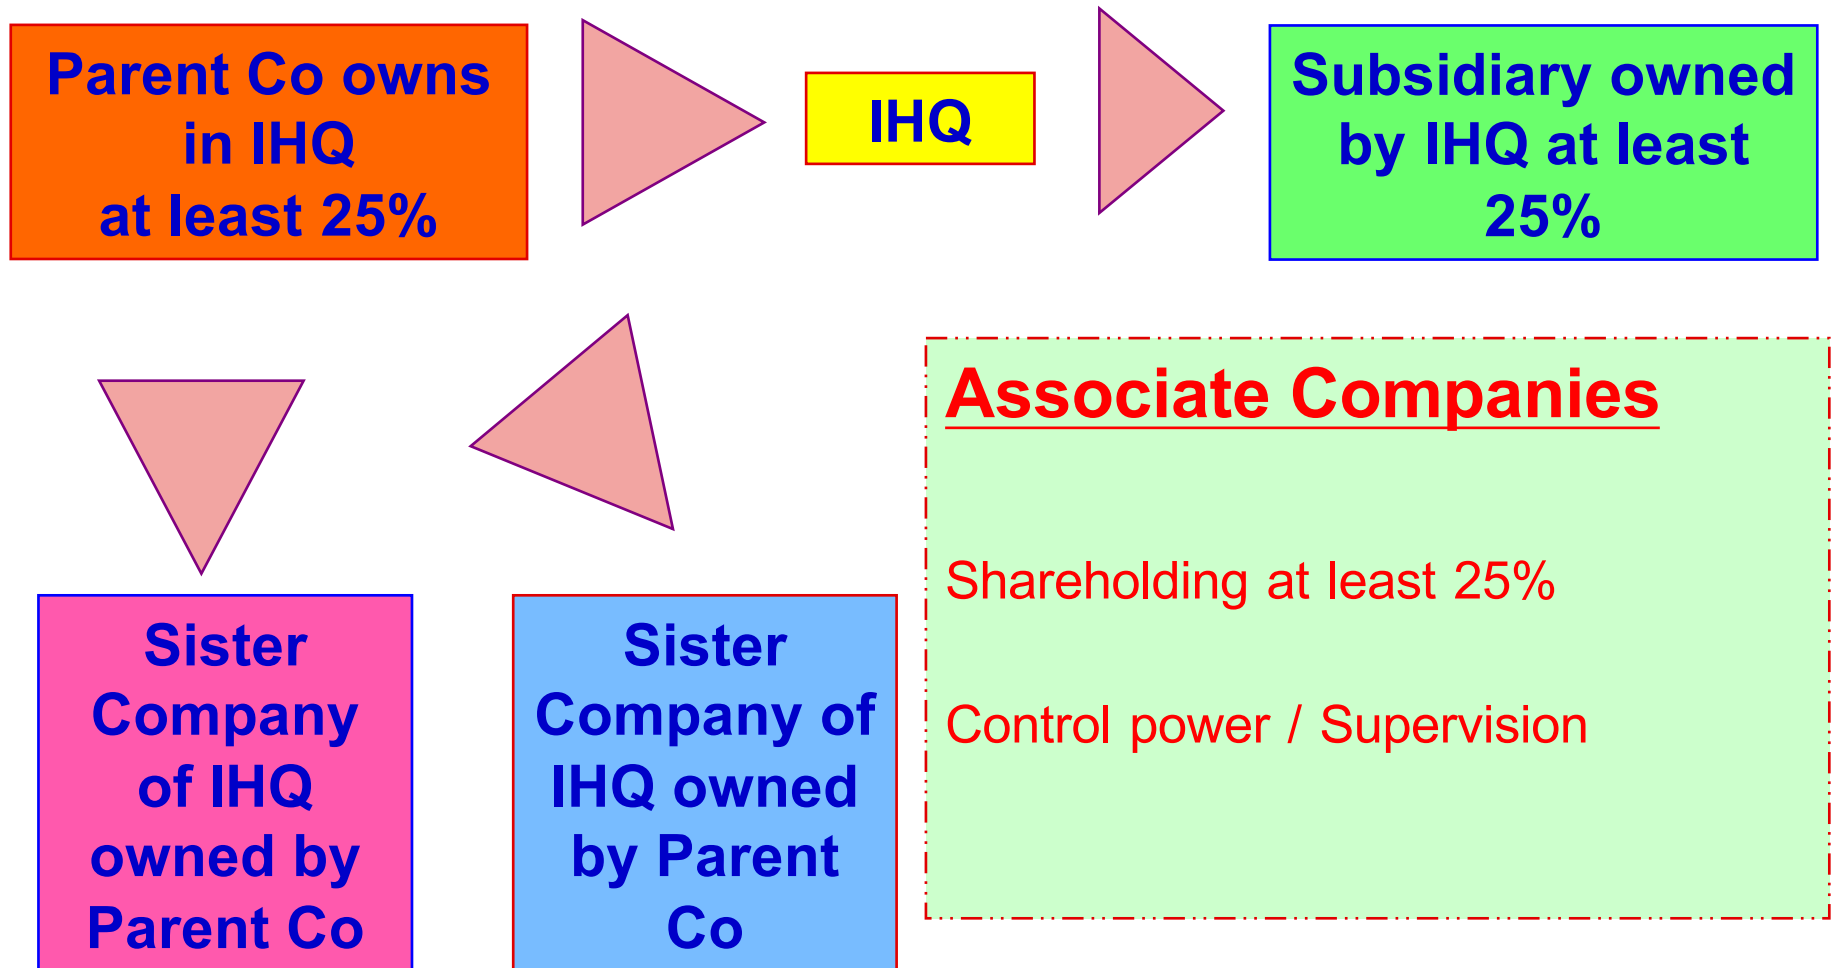 Parent Co owns
in IHQ
at least 25%
IHQ
Subsidiary owned
by IHQ at least
25%
Associate Companies
Shareholding at least 25%
Control power / Supervision
Sister
Company
of IHQ
owned by
Parent Co
Sister
Company of
IHQ owned
by Parent
Co